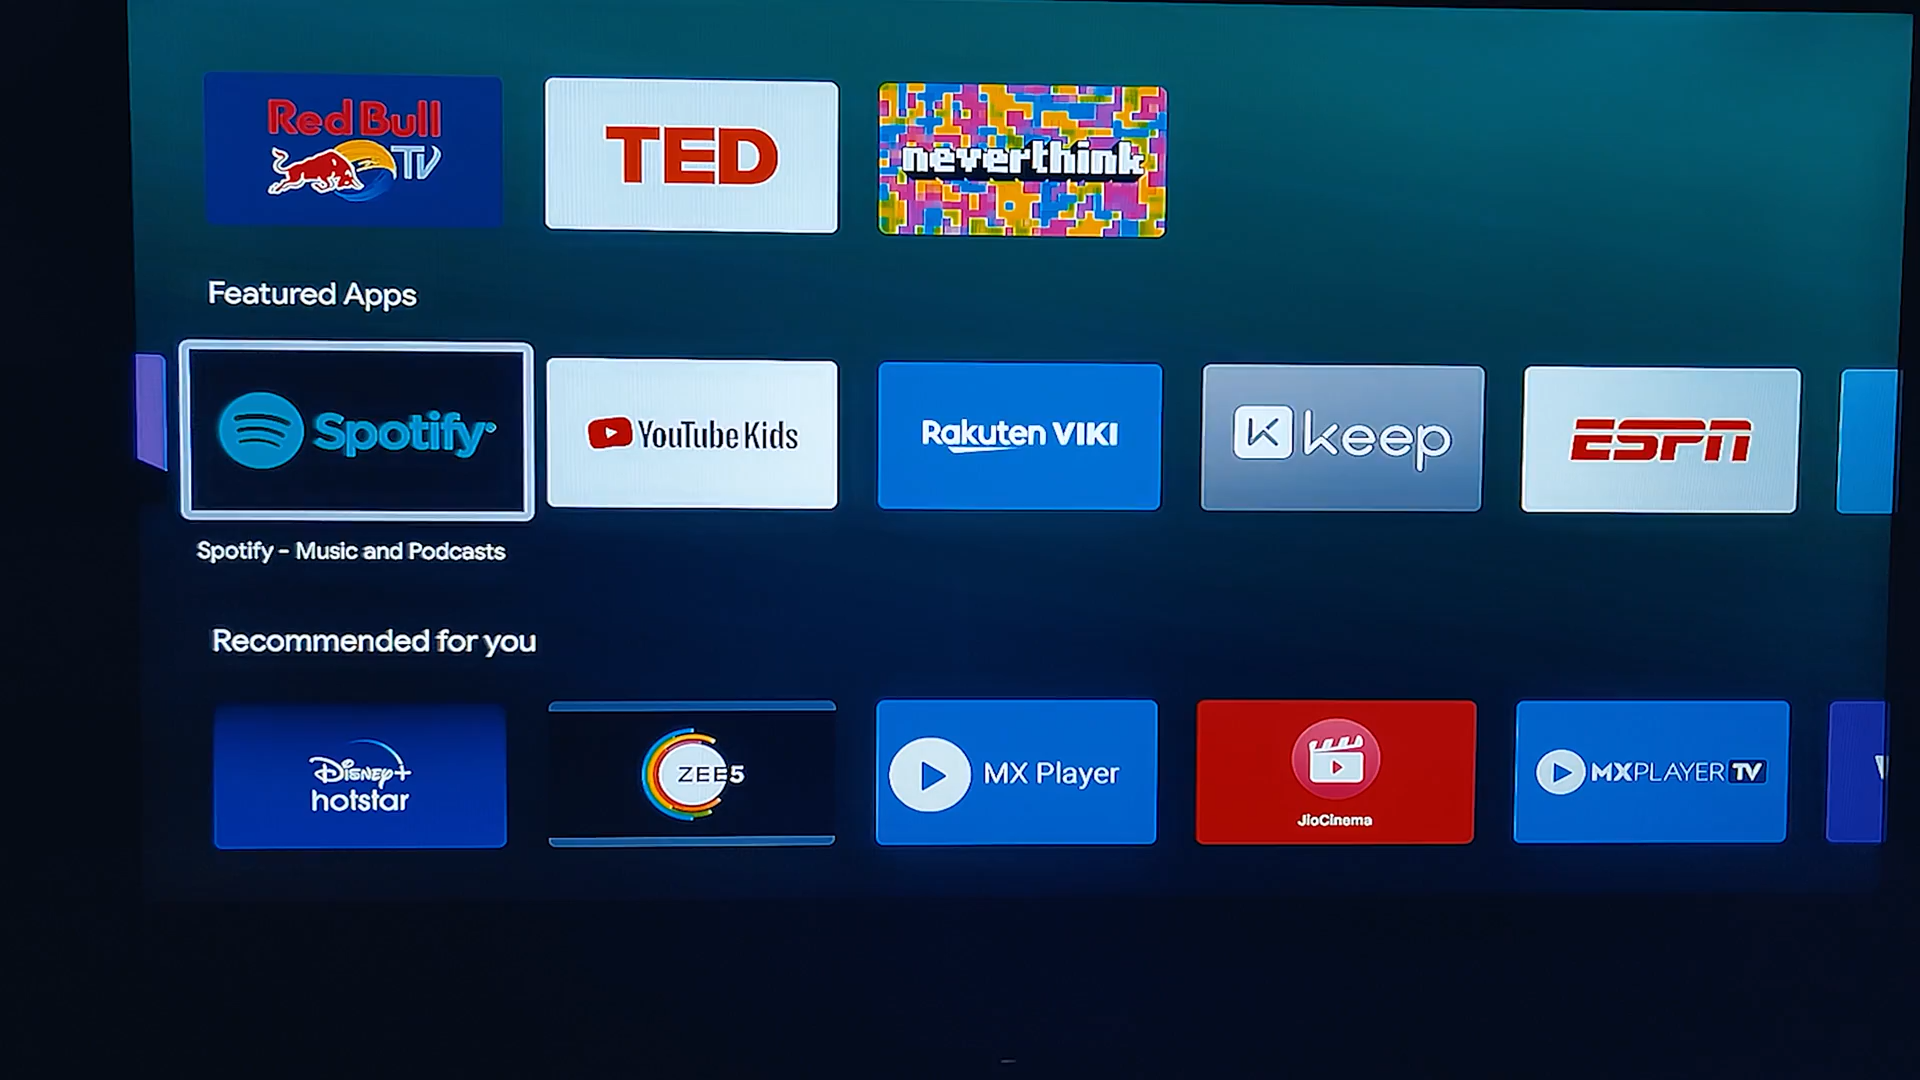 Red Bull
TV
TED
neverthink
Featured Apps
Spotify
YouTube Kids
Rakuten VIKI
keep
ESPN
Spotify - Music and Podcasts
Recommended for you
Disney+
hotstar
ZEE5
MX Player
JioCinema
MXPLAYER TV